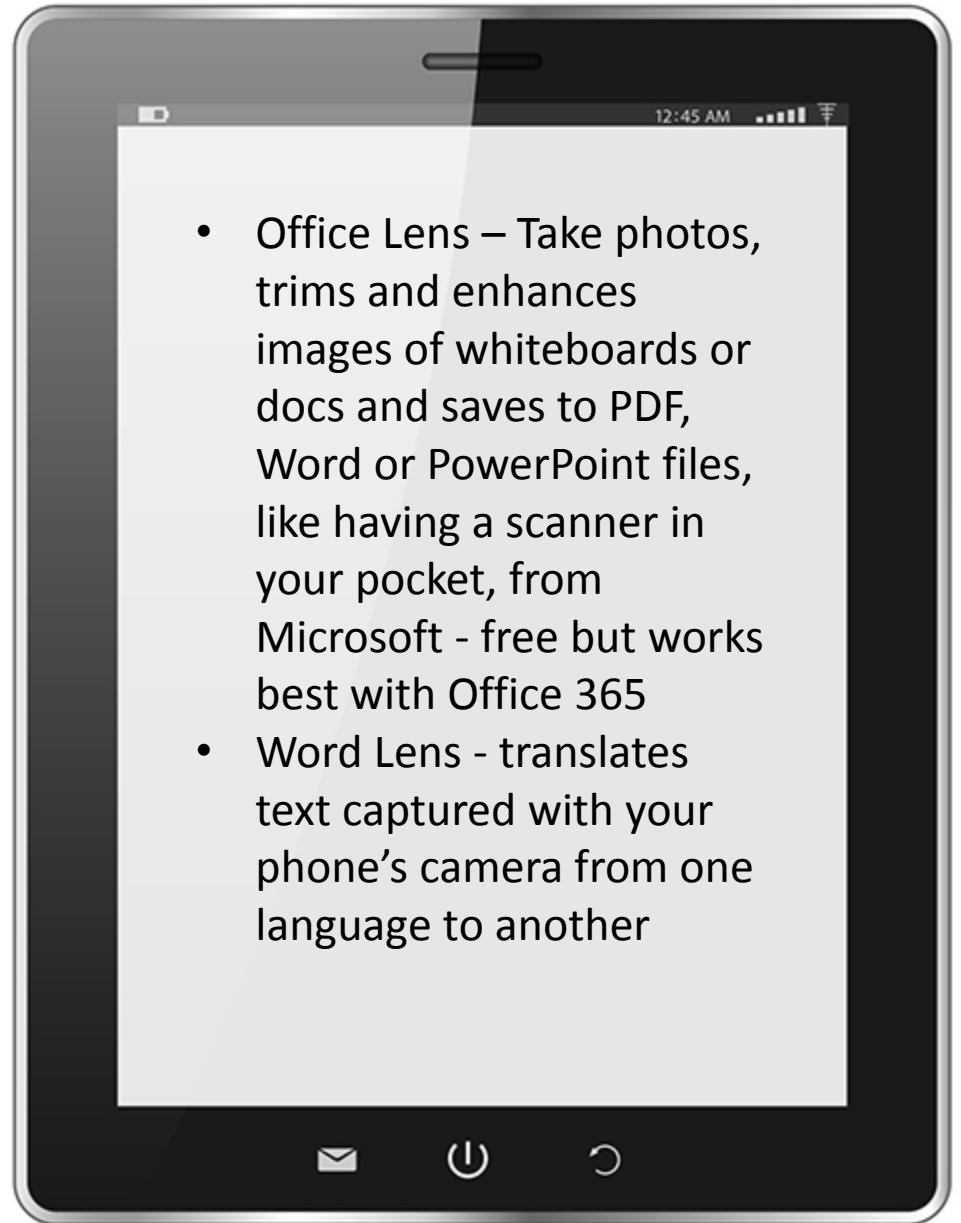 12:45 AM
• Office Lens – Take photos,
trims and enhances
images of whiteboards or
docs and saves to PDF,
Word or PowerPoint files,
like having a scanner in
your pocket, from
Microsoft - free but works
best with Office 365
• Word Lens - translates
text captured with your
phone’s camera from one
language to another